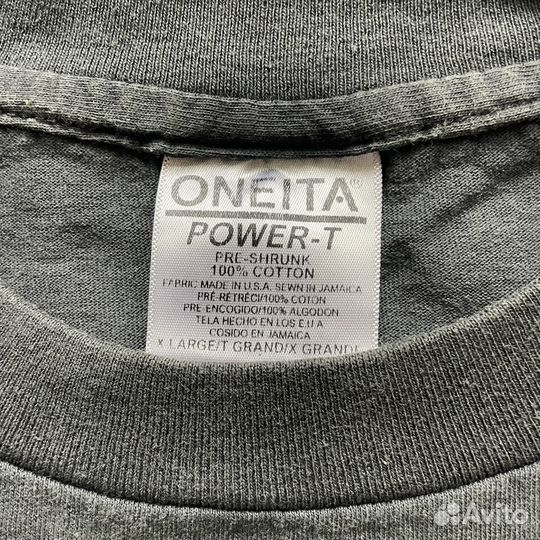 ONEITA®
POWER-T
PRE-SHRUNK
100% COTTON
FABRIC MADE IN U.S.A. SEWN IN JAMAICA
PRÉ-RÉTRÉCI/100% COTON
PRE-ENCOGIDO/100% ALGODON
TELA HECHO EN LOS E.U.A
COSIDO EN JAMAICA
X LARGE/T GRAND/X GRANDE
Avito